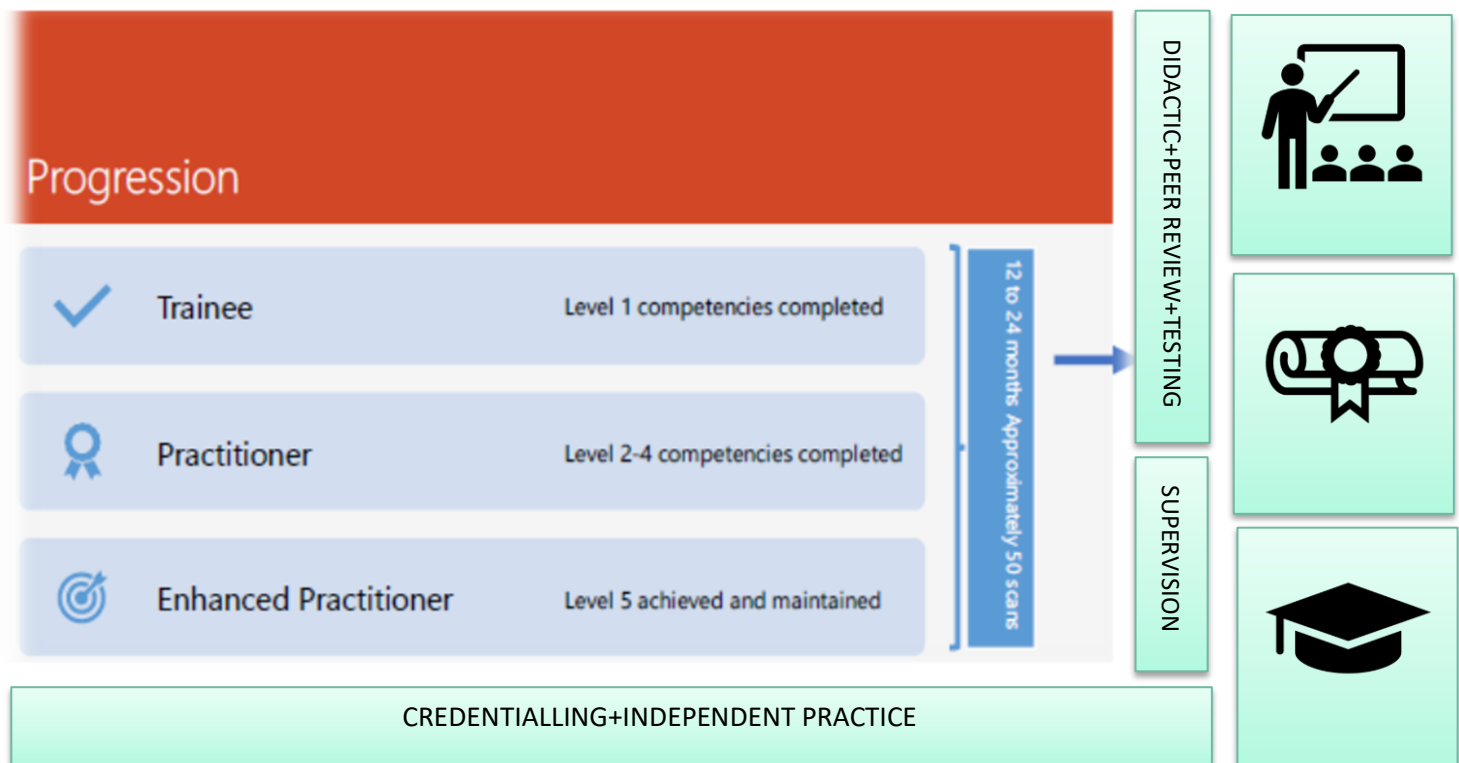 Progression
Trainee
Level 1 competencies completed
Practitioner
Level 2-4 competencies completed
Enhanced Practitioner
Level 5 achieved and maintained
12 to 24 months Approximately 50 scans
DIDACTIC+PEER REVIEW+TESTING
SUPERVISION
CREDENTIALLING+INDEPENDENT PRACTICE